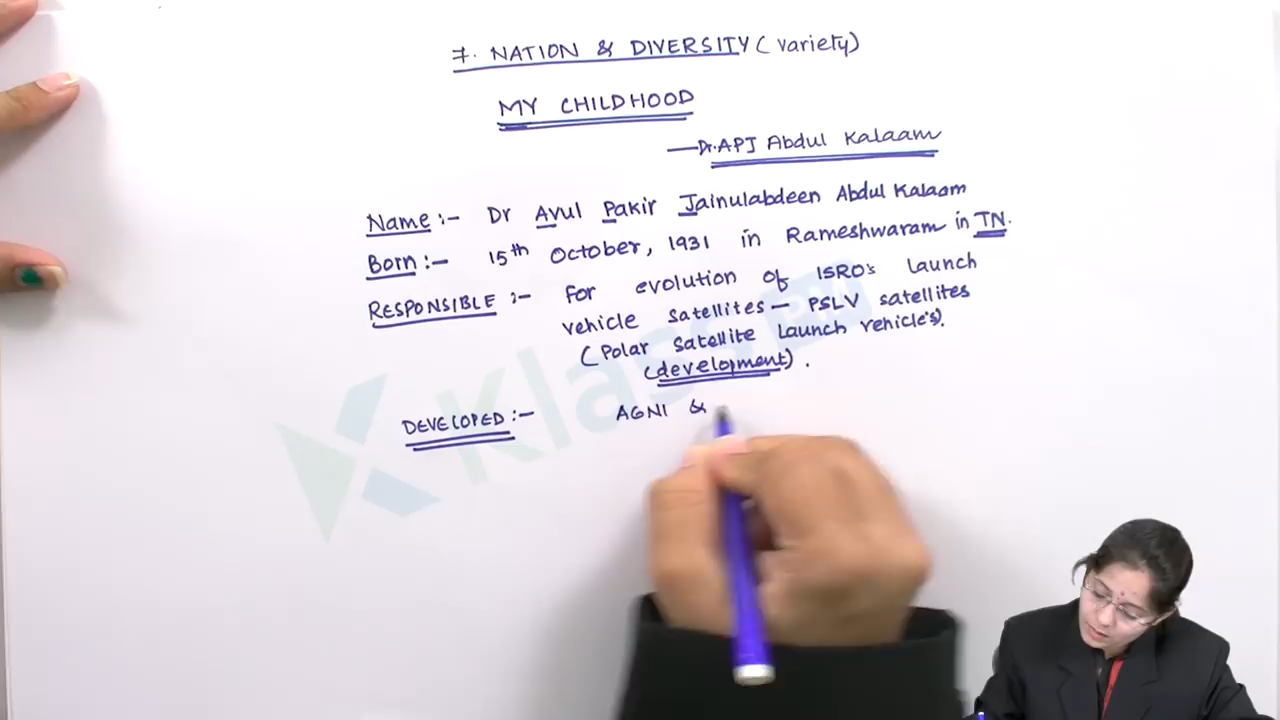 7. NATION & DIVERSITY (variety)
MY CHILDHOOD
— Dr. APJ Abdul Kalaam
Name :- Dr Avul Pakir Jainulabdeen Abdul Kalaam
Born :- 15th October, 1931 in Rameshwaram in TN.
RESPONSIBLE :- for evolution of ISRO's launch
vehicle satellites - PSLV satellites
(Polar Satellite Launch vehicle's).
(development).
DEVELOPED :- AGNI &
Klass